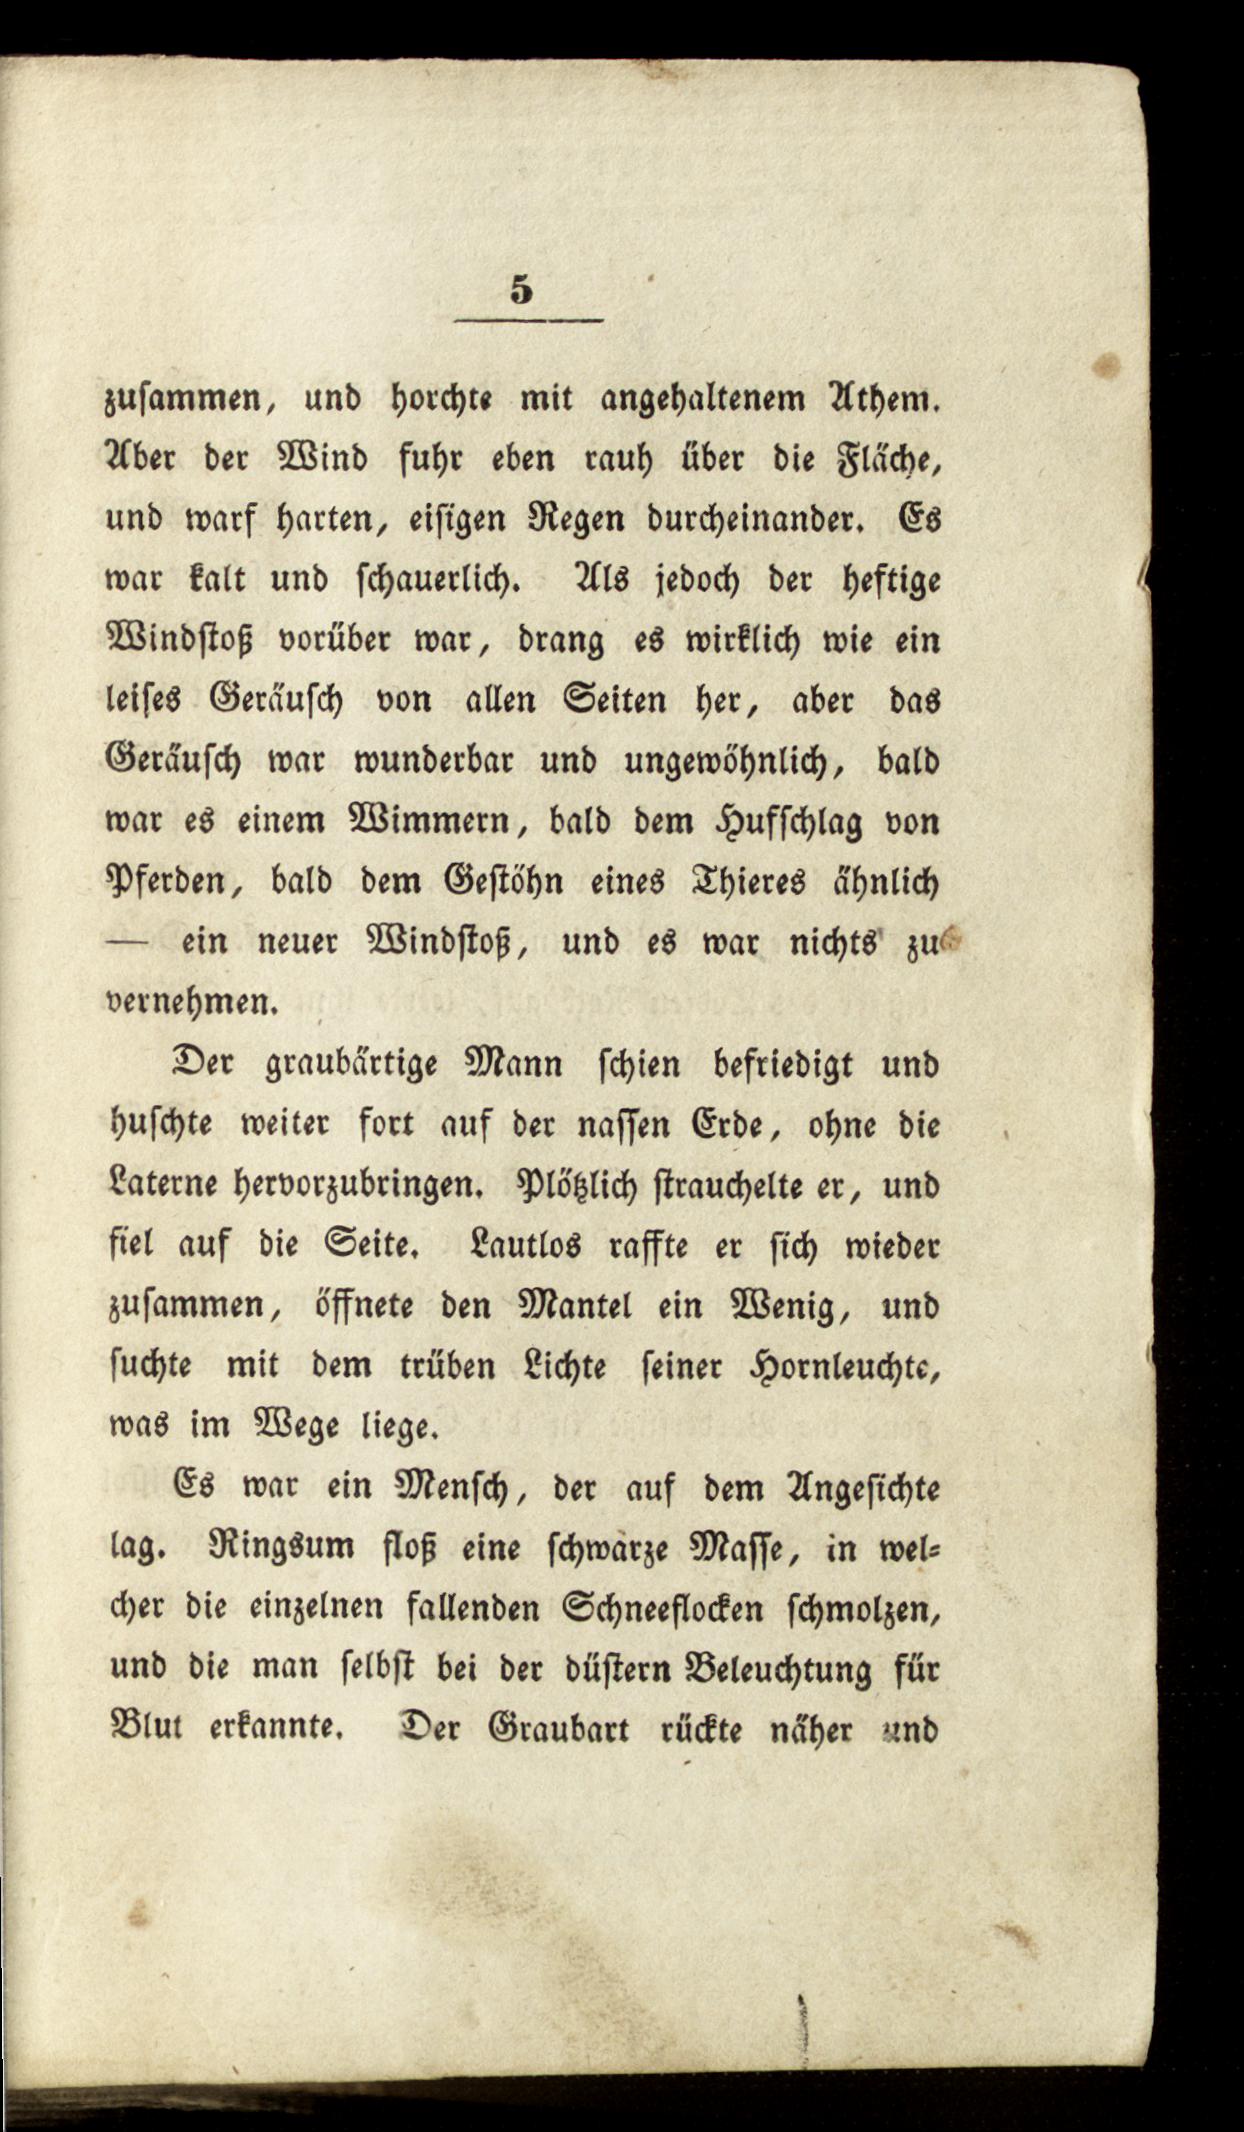 5
zusammen, und horchte mit angehaltenem Athem.
Aber der Wind fuhr eben rauh über die Fläche,
und warf harten, eisigen Regen durcheinander. Es
war kalt und schauerlich. Als jedoch der heftige
Windstoß vorüber war, drang es wirklich wie ein
leises Geräusch von allen Seiten her, aber das
Geräusch war wunderbar und ungewöhnlich, bald
war es einem Wimmern, bald dem Hufschlag von
Pferden, bald dem Gestöhn eines Thieres ähnlich
— ein neuer Windstoß, und es war nichts zu
vernehmen.
Der graubärtige Mann schien befriedigt und
huschte weiter fort auf der nassen Erde, ohne die
Laterne hervorzubringen. Plötzlich strauchelte er, und
fiel auf die Seite. Lautlos raffte er sich wieder
zusammen, öffnete den Mantel ein Wenig, und
suchte mit dem trüben Lichte seiner Hornleuchte,
was im Wege liege.
Es war ein Mensch, der auf dem Angesichte
lag. Ringsum floß eine schwarze Masse, in wel-
cher die einzelnen fallenden Schneeflocken schmolzen,
und die man selbst bei der düstern Beleuchtung für
Blut erkannte. Der Graubart rückte näher und